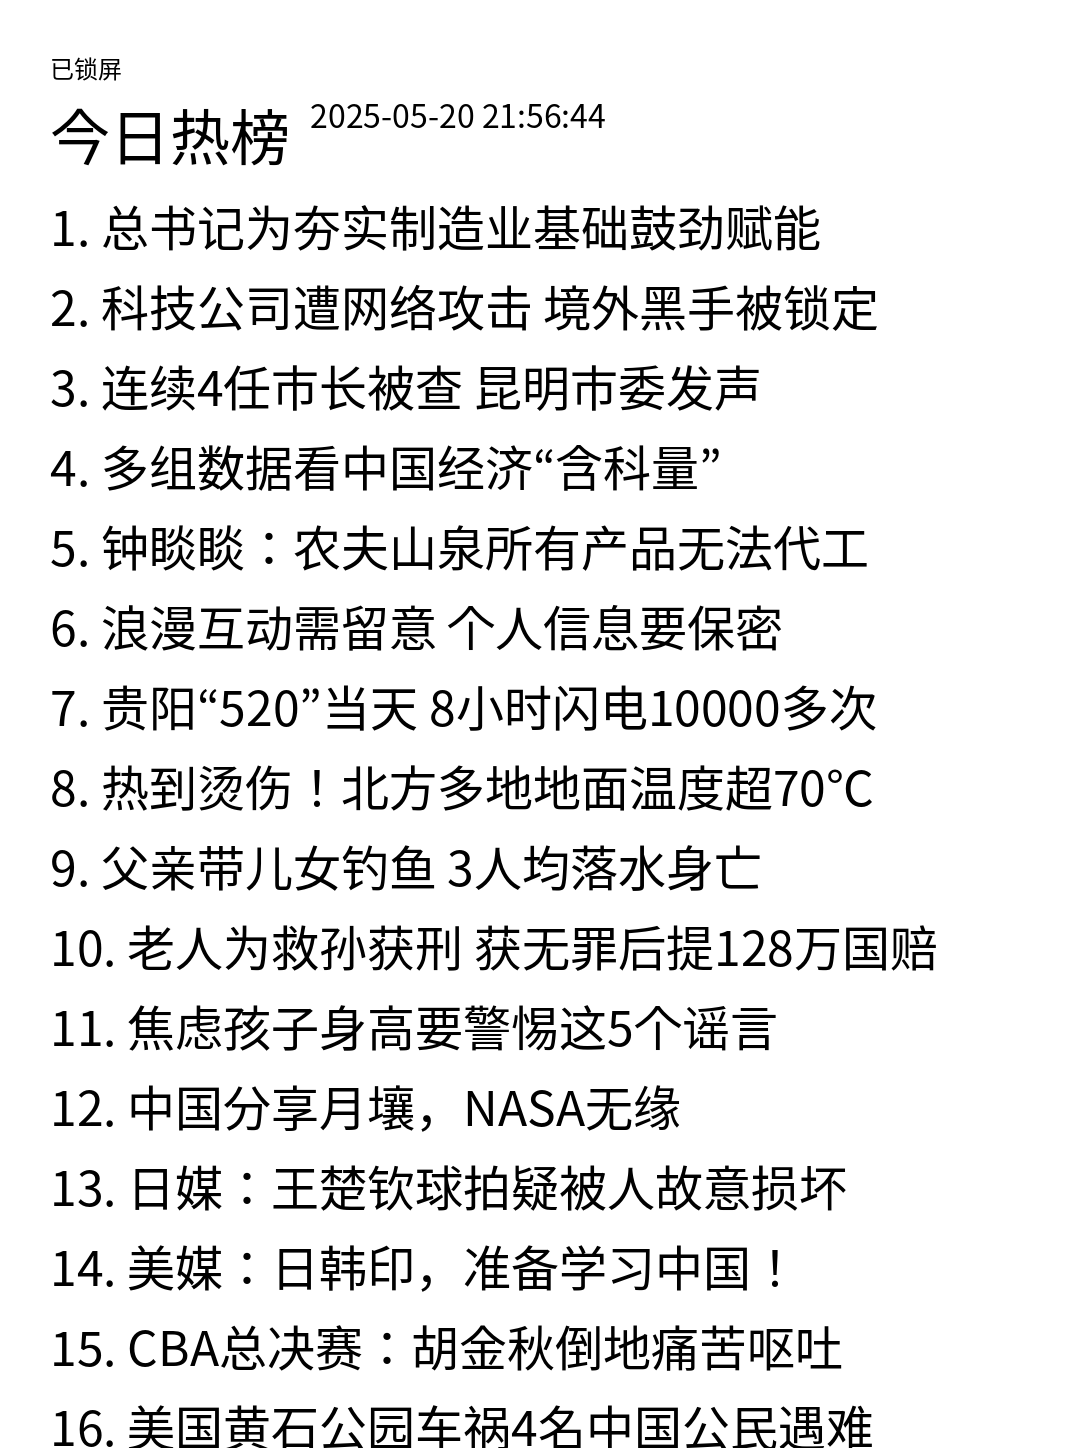 已锁屏
今日热榜 2025-05-20 21:56:44
1. 总书记为夯实制造业基础鼓劲赋能
2. 科技公司遭网络攻击 境外黑手被锁定
3. 连续4任市长被查 昆明市委发声
4. 多组数据看中国经济“含科量”
5. 钟睒睒：农夫山泉所有产品无法代工
6. 浪漫互动需留意 个人信息要保密
7. 贵阳“520”当天 8小时闪电10000多次
8. 热到烫伤！北方多地地面温度超70℃
9. 父亲带儿女钓鱼 3人均落水身亡
10. 老人为救孙获刑 获无罪后提128万国赔
11. 焦虑孩子身高要警惕这5个谣言
12. 中国分享月壤，NASA无缘
13. 日媒：王楚钦球拍疑被人故意损坏
14. 美媒：日韩印，准备学习中国！
15. CBA总决赛：胡金秋倒地痛苦呕吐
16. 美国黄石公园车祸4名中国公民遇难